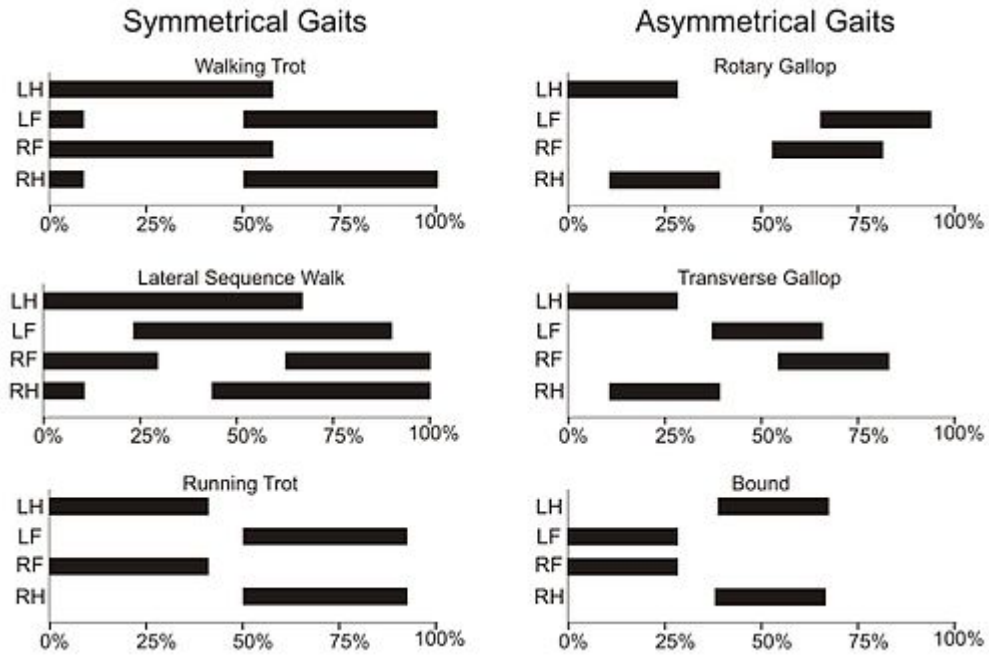 Symmetrical Gaits
Walking Trot
LH
LF
RF
RH
0% 25% 50% 75% 100%
Lateral Sequence Walk
LH
LF
RF
RH
0% 25% 50% 75% 100%
Running Trot
LH
LF
RF
RH
0% 25% 50% 75% 100%
Asymmetrical Gaits
Rotary Gallop
LH
LF
RF
RH
0% 25% 50% 75% 100%
Transverse Gallop
LH
LF
RF
RH
0% 25% 50% 75% 100%
Bound
LH
LF
RF
RH
0% 25% 50% 75% 100%